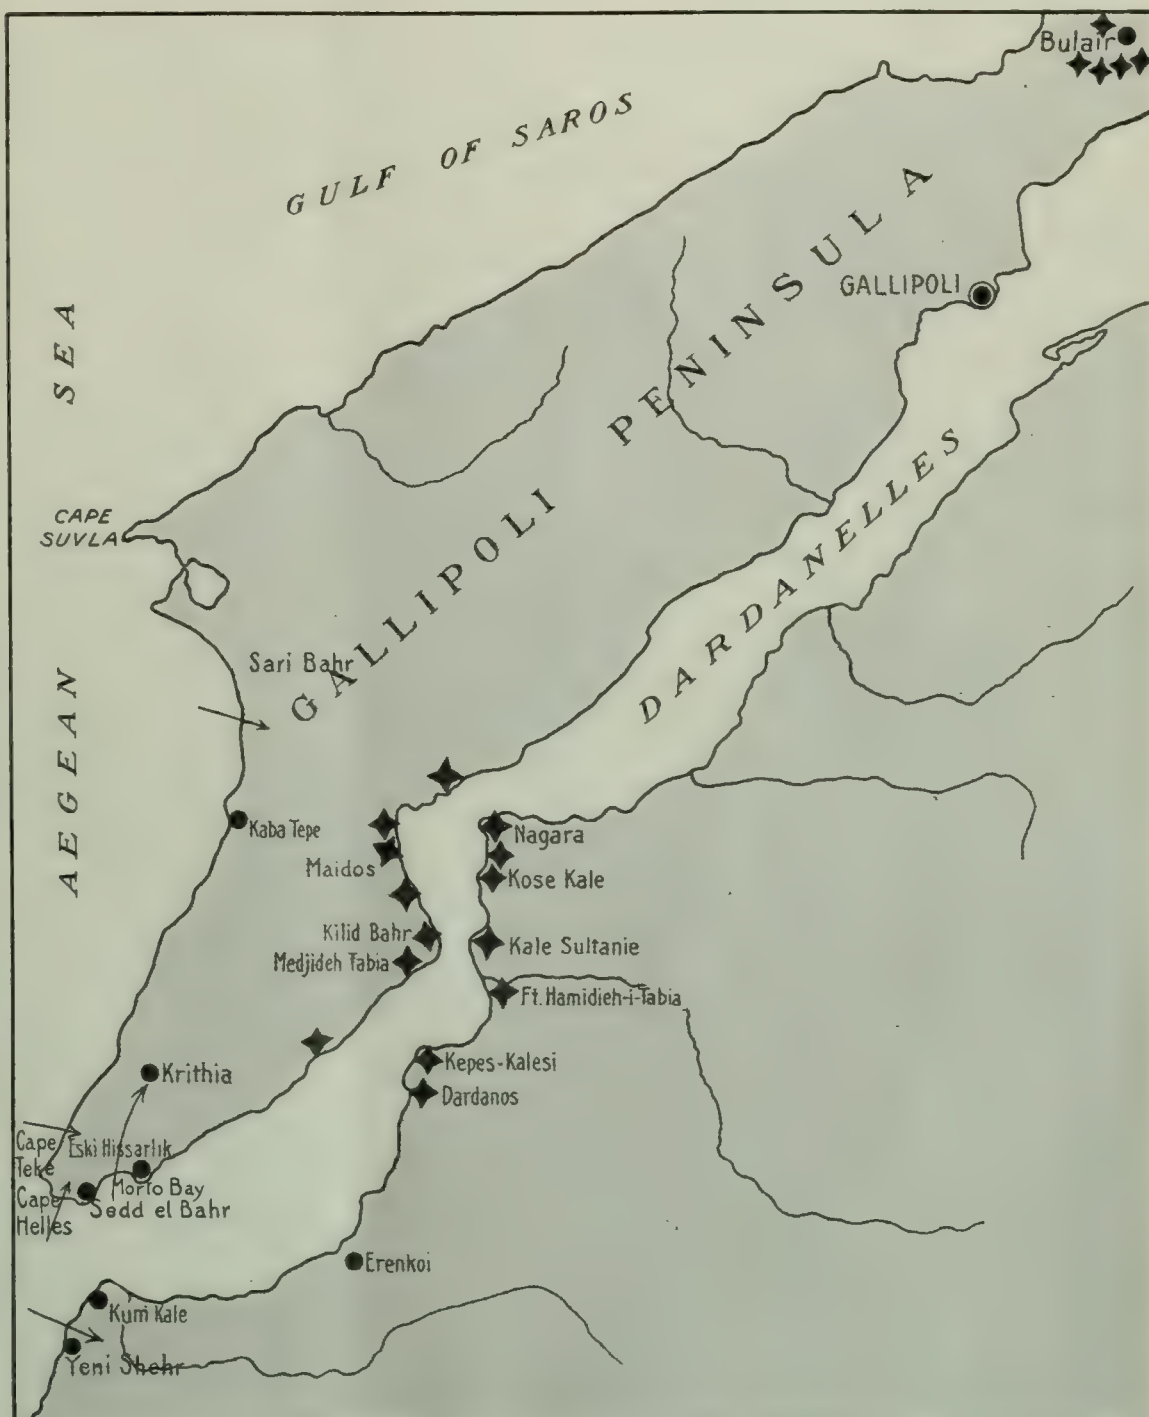 Bulair
GULF OF SAROS
GALLIPOLI
SEA
AEGEAN
GALLIPOLI PENINSULA
DARDANELLES
CAPE
SUVLA
Sari Bahr
Kaba Tepe
Nagara
Maidos
Kose Kale
Kilid Bahr
Kale Sultanie
Medjideh Tabia
Ft. Hamidieh-i-Tabia
Kepes-Kalesi
Krithia
Dardanos
Cape
Teke
Eski Hissarlik
Morto Bay
Cape
Helles
Sedd el Bahr
Erenkoi
Kum Kale
Yeni Shehr